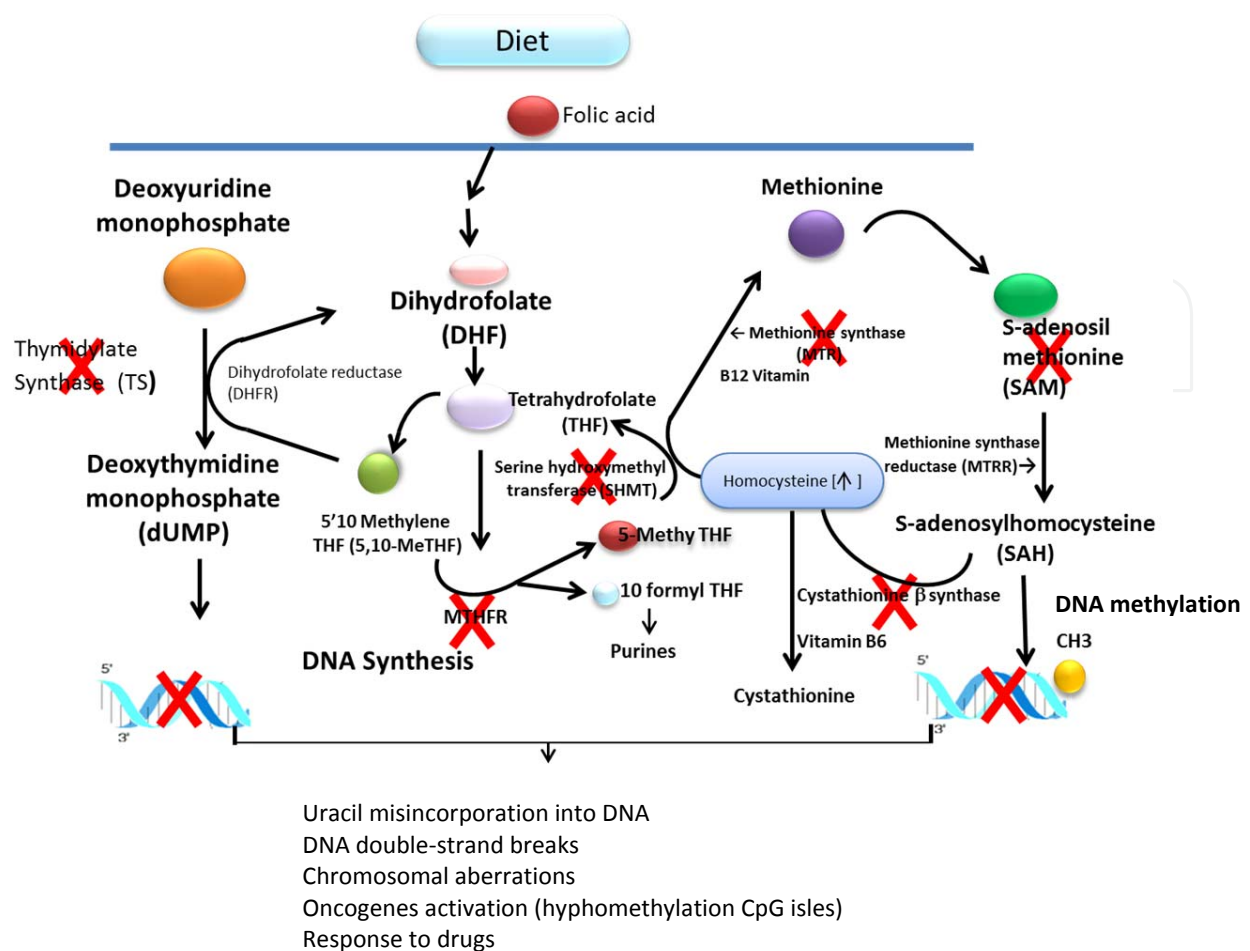 Diet
Folic acid
Deoxyuridine
monophosphate
Methionine
Dihydrofolate
(DHF)
Thymidylate
Synthase (TS)
Dihydrofolate reductase
(DHFR)
← Methionine synthase
(MTR)
B12 Vitamin
S-adenosil
methionine
(SAM)
Tetrahydrofolate
(THF)
Methionine synthase
reductase (MTRR)→
Deoxythymidine
monophosphate
(dUMP)
Serine hydroxymethyl
transferase (SHMT)
Homocysteine [↑]
5'10 Methylene
THF (5,10-MeTHF)
5-Methy THF
S-adenosylhomocysteine
(SAH)
10 formyl THF
Cystathionine β synthase
MTHFR
DNA methylation
Purines
Vitamin B6
CH3
DNA Synthesis
Cystathionine
5'
3'
5'
3'
Uracil misincorporation into DNA
DNA double-strand breaks
Chromosomal aberrations
Oncogenes activation (hyphomethylation CpG isles)
Response to drugs